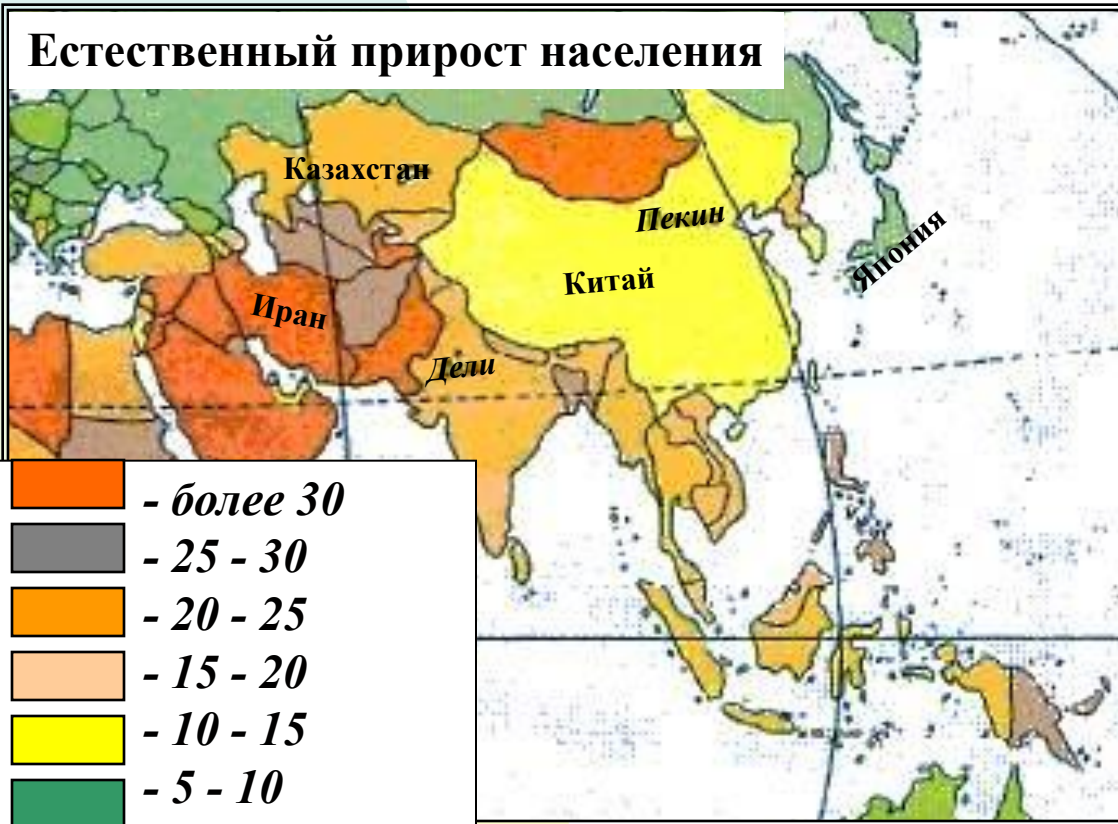 Естественный прирост населения
Казахстан
Пекин
Китай
Япония
Иран
Дели
- более 30
- 25 - 30
- 20 - 25
- 15 - 20
- 10 - 15
- 5 - 10